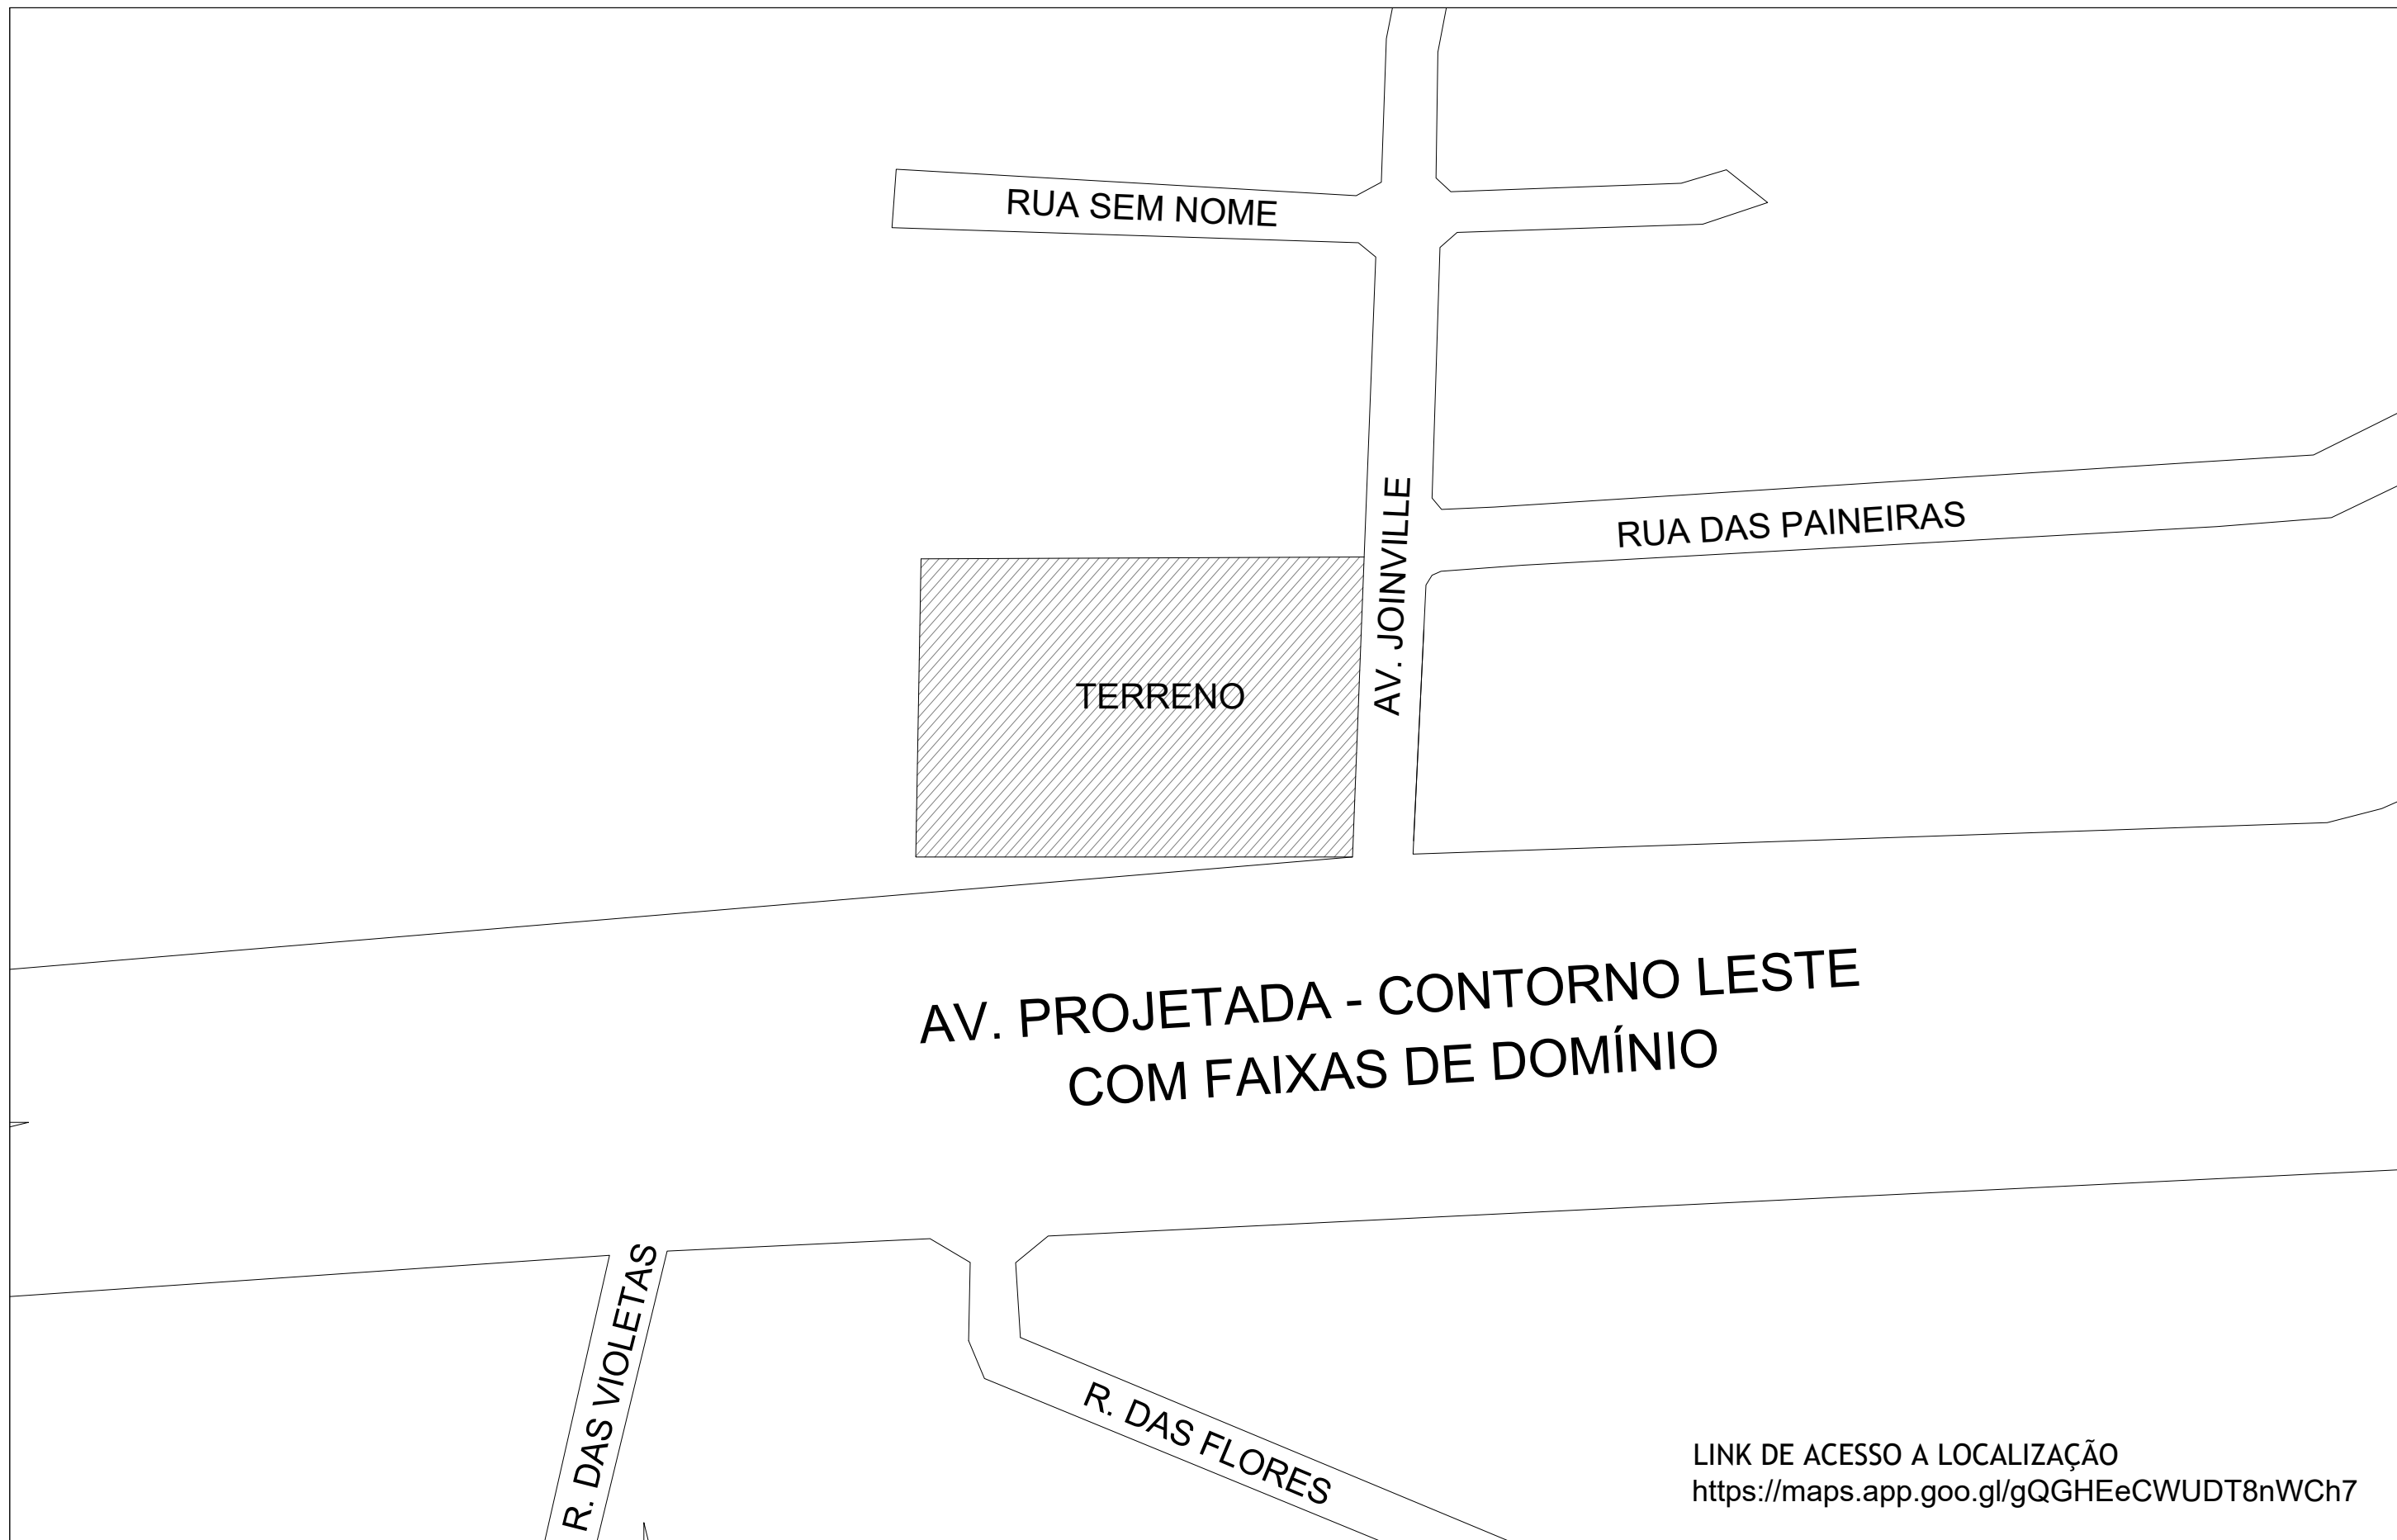 RUA SEM NOME
RUA DAS PAINEIRAS
AV. JOINVILLE
TERRENO
AV. PROJETADA - CONTORNO LESTE
COM FAIXAS DE DOMÍNIO
R. DAS VIOLETAS
R. DAS FLORES
LINK DE ACESSO A LOCALIZAÇÃO
https://maps.app.goo.gl/gQGHEeCWUDT8nWCh7